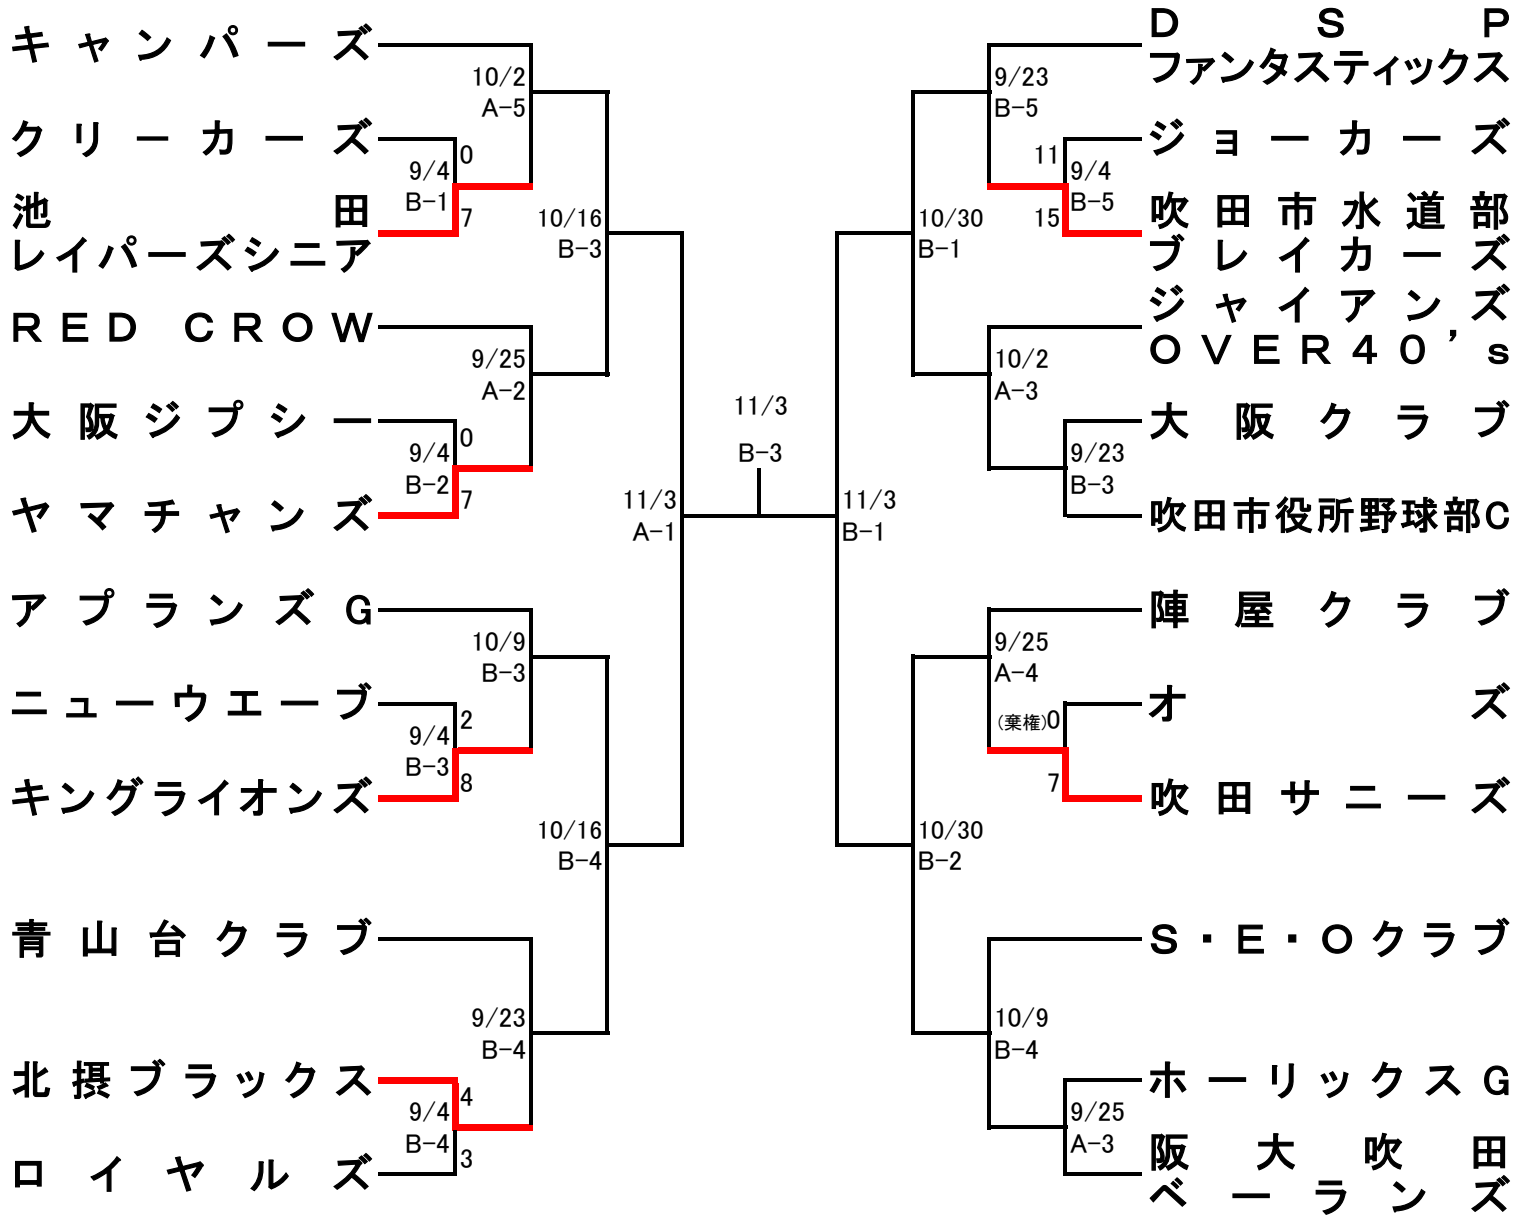 キャンパーズ
10/2
A-5
クリーカーズ
0
9/4
B-1
池田
レイパーズシニア
7
10/16
B-3
RED CROW
9/25
A-2
大阪ジプシー
0
9/4
B-2
ヤマチャンズ
7
11/3
A-1
アプランズG
10/9
B-3
ニューウエーブ
2
9/4
B-3
キングライオンズ
8
10/16
B-4
青山台クラブ
9/23
B-4
北摂ブラックス
4
9/4
B-4
ロイヤルズ
3
11/3
B-3
DSP
ファンタスティックス
9/23
B-5
ジョーカーズ
11
9/4
B-5
吹田市水道部
ブレイカーズ
15
10/30
B-1
ジャイアンズ
OVER40's
10/2
A-3
大阪クラブ
9/23
B-3
吹田市役所野球部C
11/3
B-1
陣屋クラブ
9/25
A-4
オズ
(棄権)0
吹田サニーズ
7
10/30
B-2
S・E・Oクラブ
10/9
B-4
ホーリックスG
9/25
A-3
阪大吹田
ベーランズ